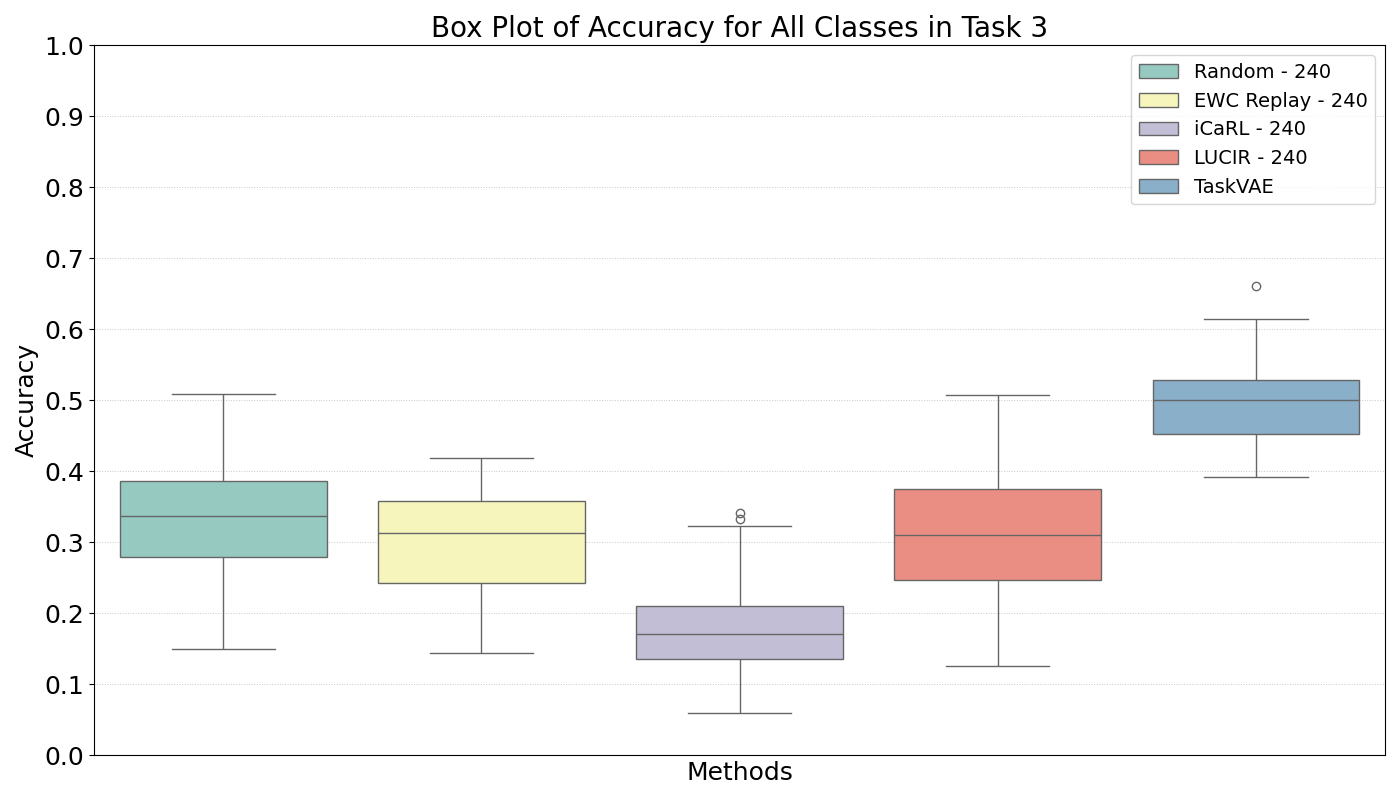 Box Plot of Accuracy for All Classes in Task 3
1.0
0.9
0.8
0.7
0.6
0.5
0.4
0.3
0.2
0.1
0.0
Accuracy
Methods
Random - 240
EWC Replay - 240
iCaRL - 240
LUCIR - 240
TaskVAE